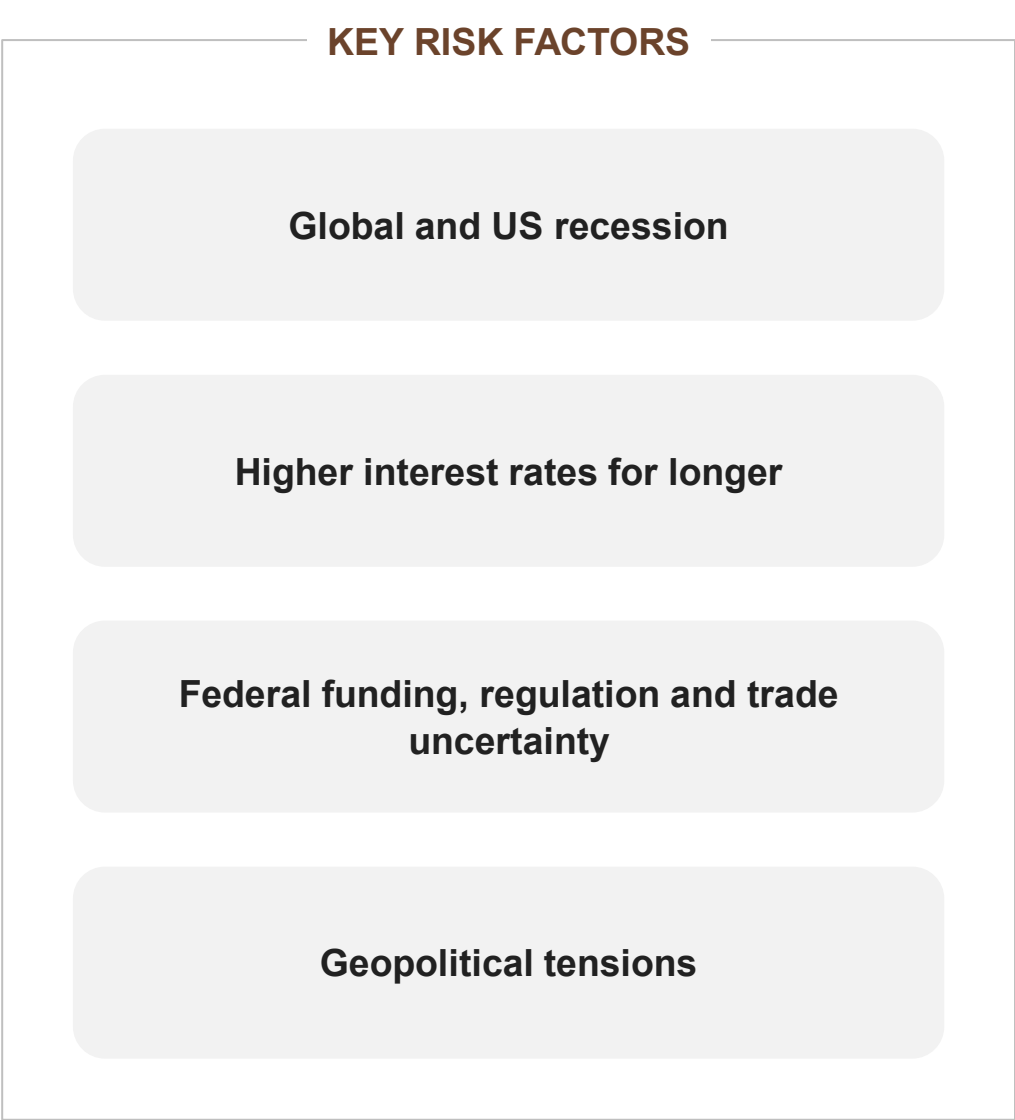 KEY RISK FACTORS
Global and US recession
Higher interest rates for longer
Federal funding, regulation and trade
uncertainty
Geopolitical tensions